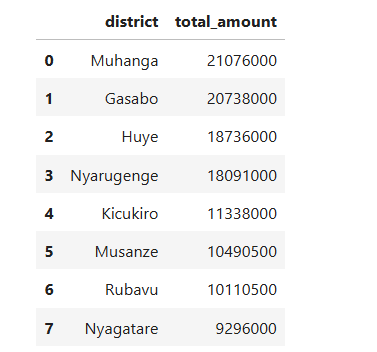 district total_amount
0 Muhanga 21076000
1 Gasabo 20738000
2 Huye 18736000
3 Nyarugenge 18091000
4 Kicukiro 11338000
5 Musanze 10490500
6 Rubavu 10110500
7 Nyagatare 9296000